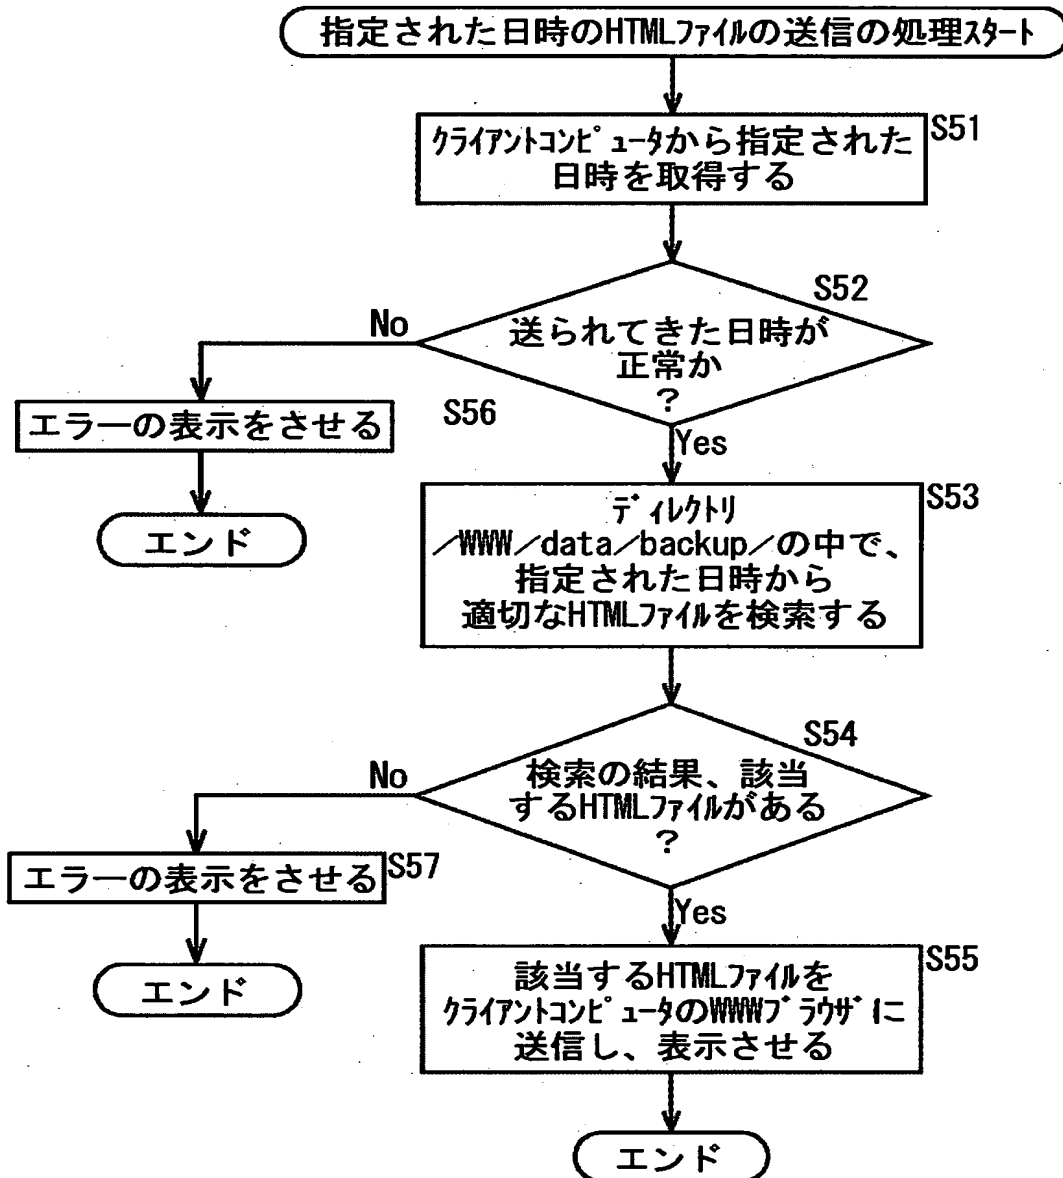 指定された日時のHTMLファイルの送信の処理スタート
S51
クライアントコンピュータから指定された
日時を取得する
S52
送られてきた日時が
正常か
?
No
Yes
S56
エラーの表示をさせる
エンド
S53
ディレクトリ
/WWW/data/backup/の中で、
指定された日時から
適切なHTMLファイルを検索する
S54
検索の結果、該当
するHTMLファイルがある
?
No
Yes
S57
エラーの表示をさせる
エンド
S55
該当するHTMLファイルを
クライアントコンピュータのWWWブラウザに
送信し、表示させる
エンド